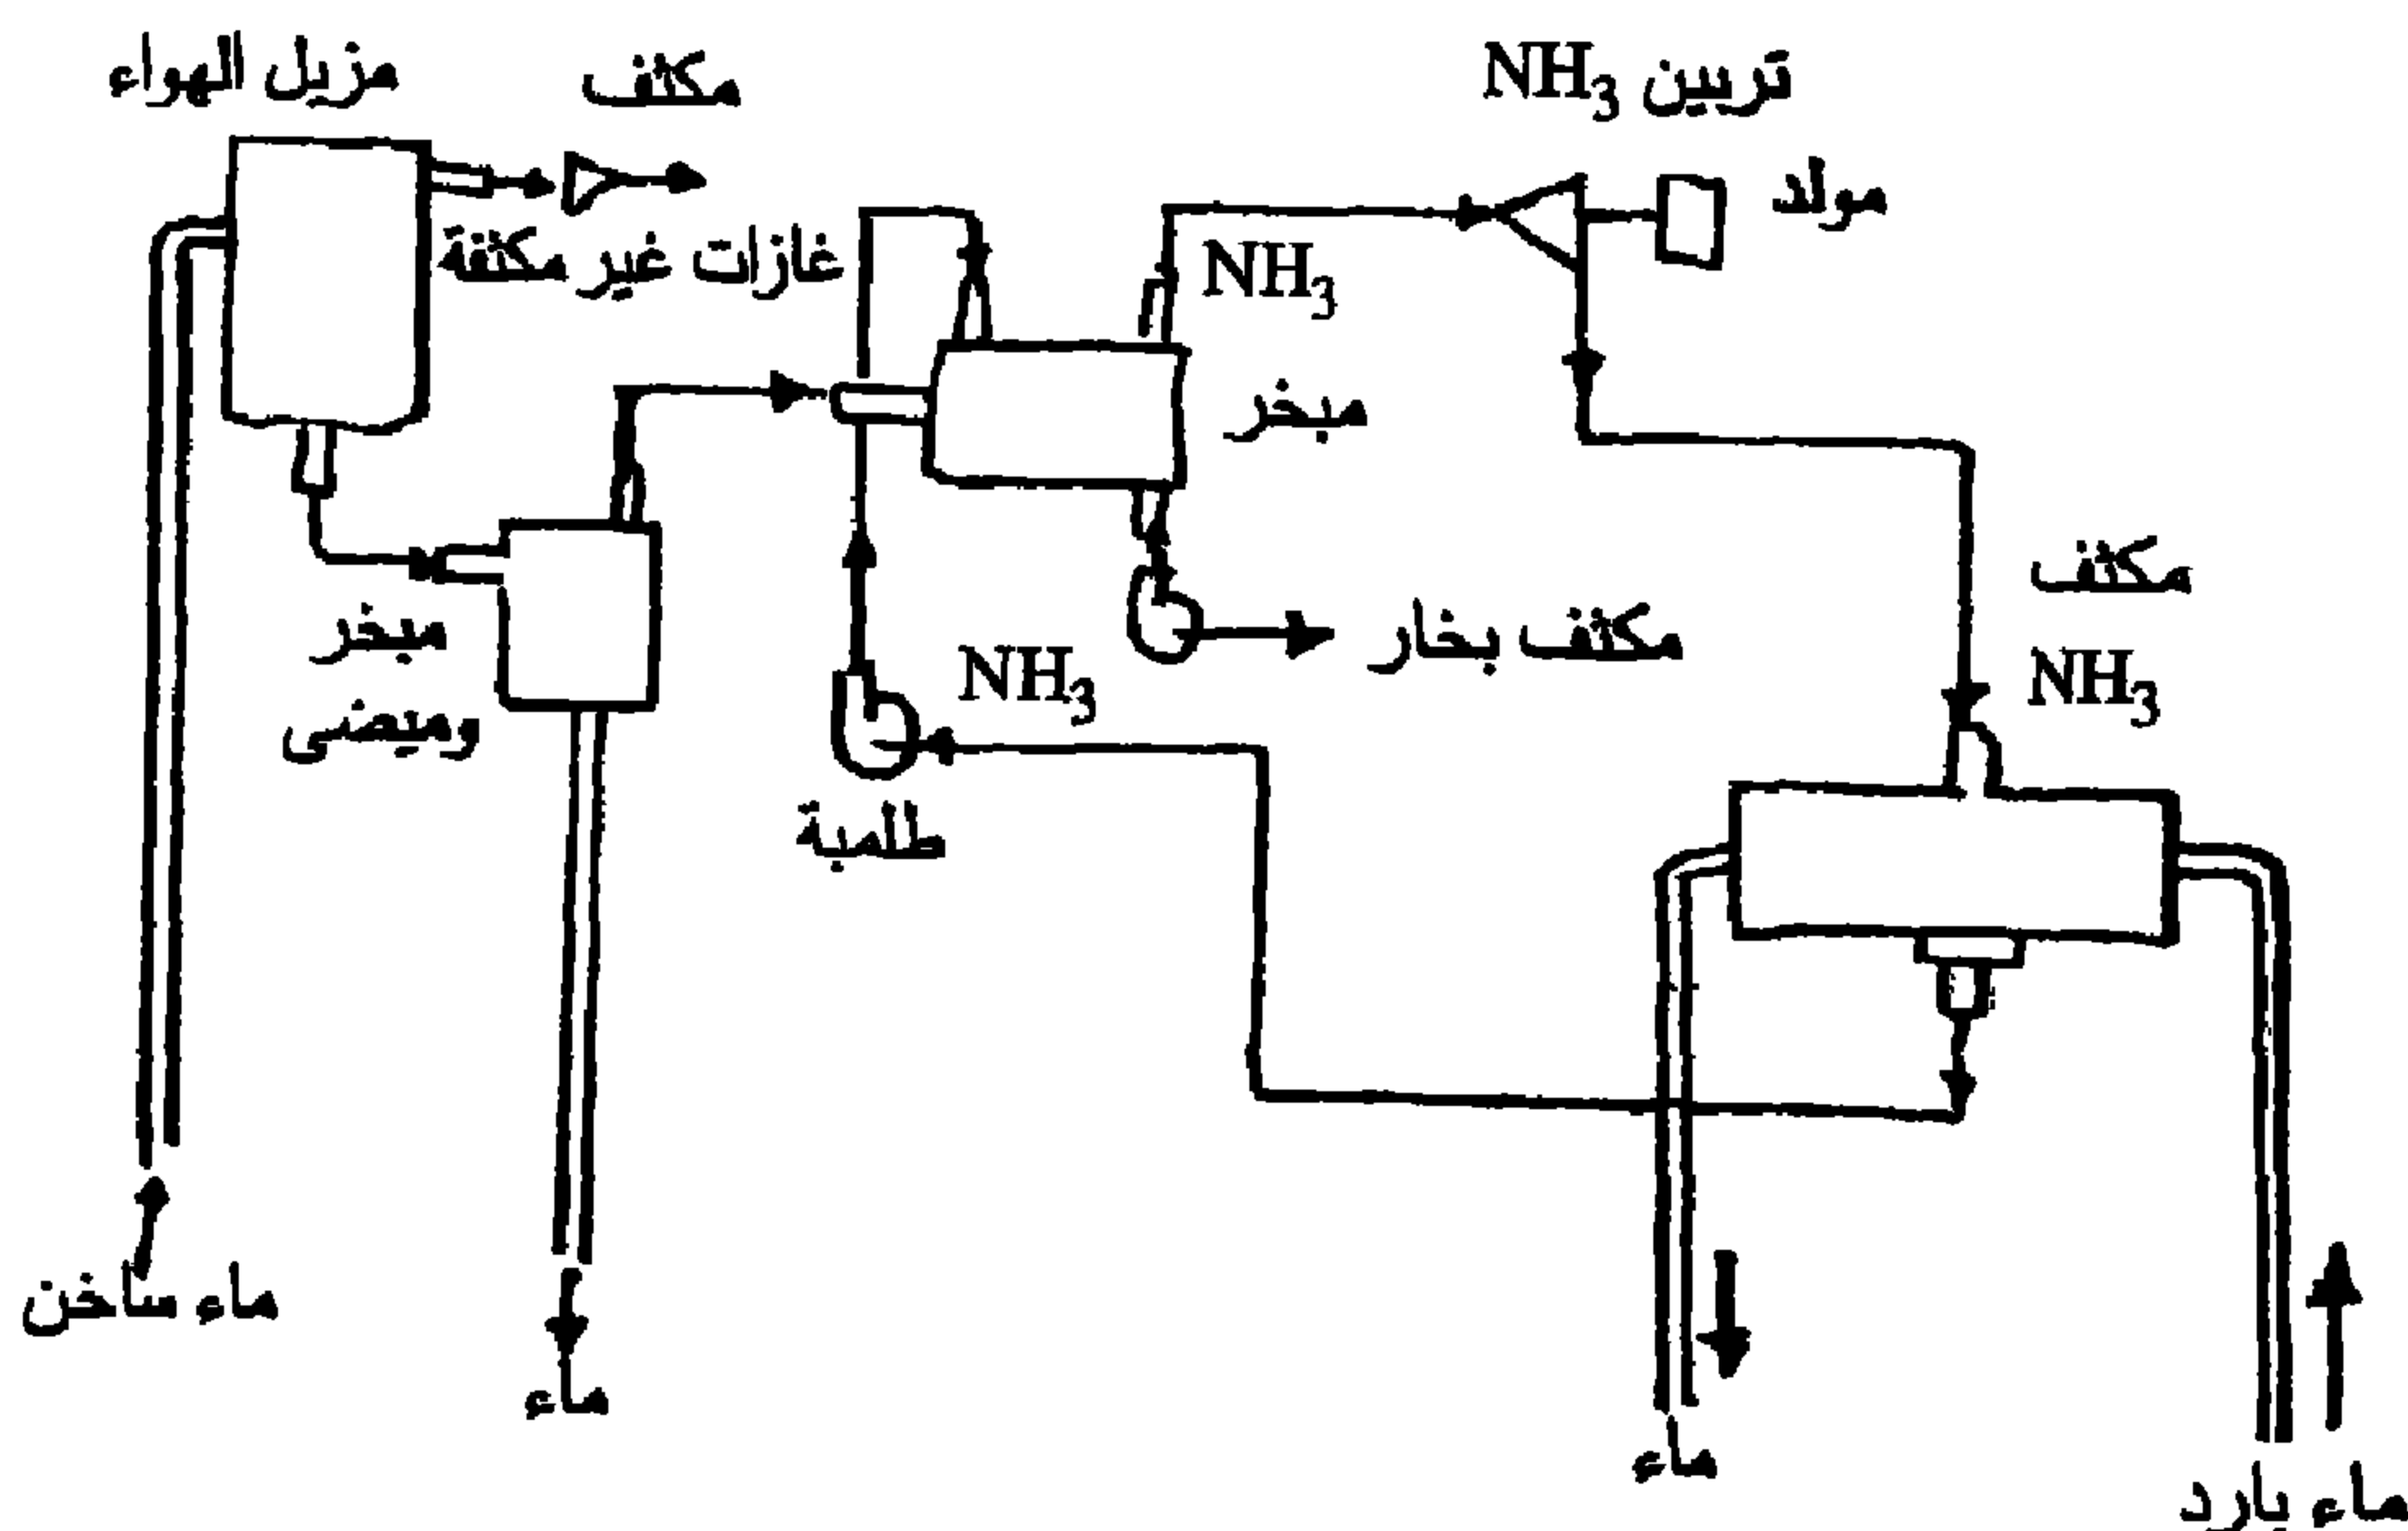 مزيل الهواء
مكثف
تربين NH3
مولد
غازات غير مكثفة
NH3
مبخر
مبخر
وميضى
مكثف بخار
مكثف
NH3
NH3
طلمبة
ماء ساخن
ماء
ماء
ماء بارد